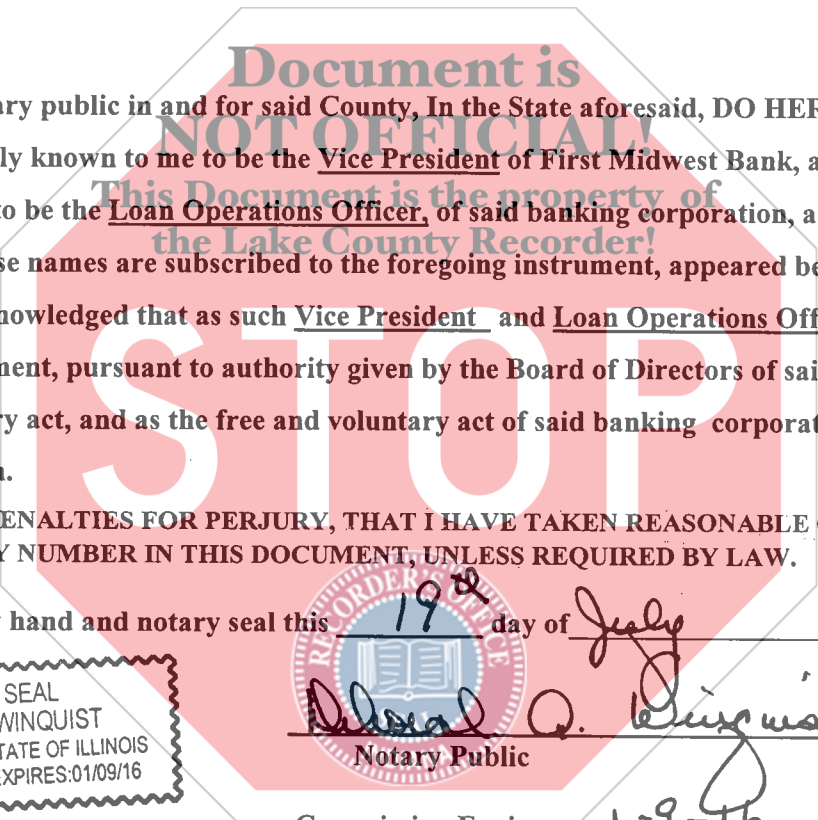 Document is
ary public in and for said County, In the State aforesaid, DO HER
NOT OFFICIAL!
ly known to me to be the Vice President of First Midwest Bank, a
This Document is the property of
to be the Loan Operations Officer, of said banking corporation, a
the Lake County Recorder!
se names are subscribed to the foregoing instrument, appeared be
nowledged that as such Vice President and Loan Operations Off
ment, pursuant to authority given by the Board of Directors of sai
ry act, and as the free and voluntary act of said banking corporat
STOP
ENALTIES FOR PERJURY, THAT I HAVE TAKEN REASONABLE
Y NUMBER IN THIS DOCUMENT, UNLESS REQUIRED BY LAW.
RECORDER'S OFFICE
SEAL
hand and notary seal this 19th day of July
SEAL
WINQUIST
TATE OF ILLINOIS
EXPIRES:01/09/16
Deborah A. Winquis
Notary Public